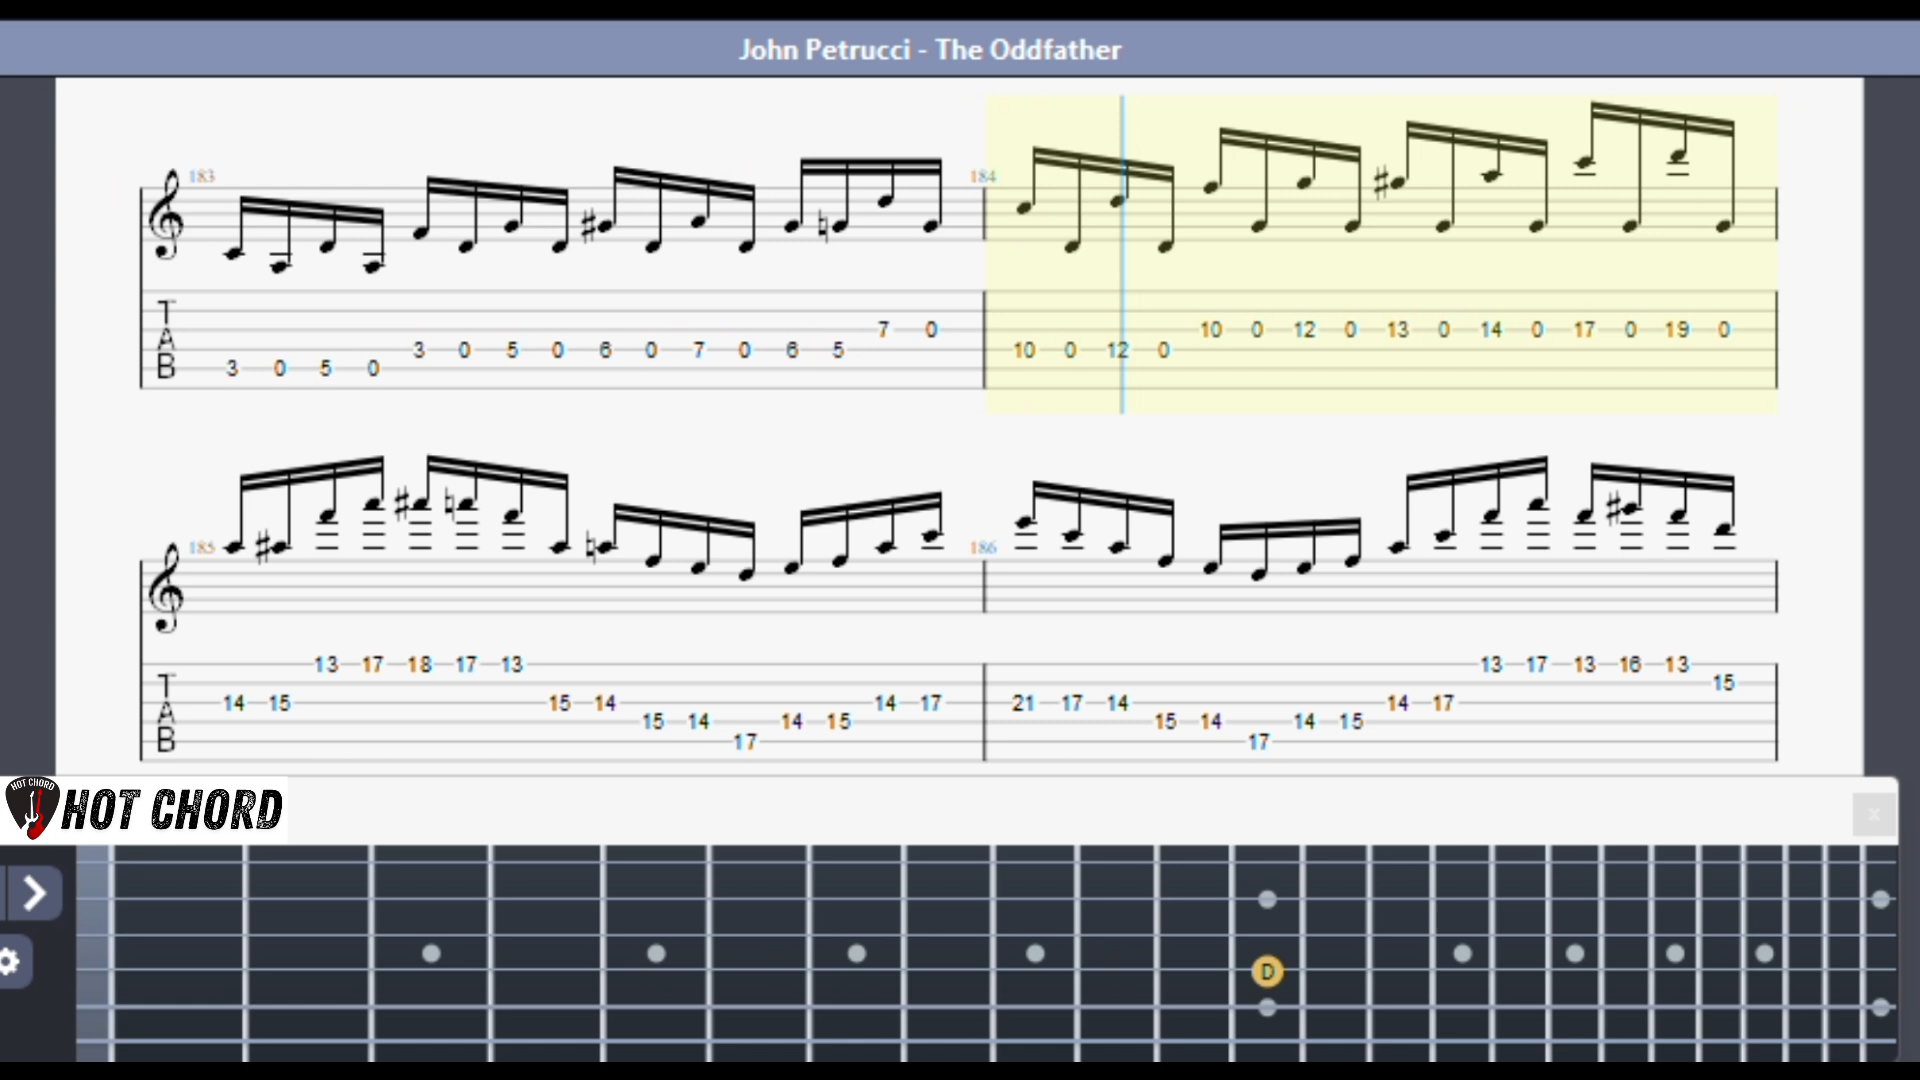 John Petrucci - The Oddfather
183 184
T A B
7 0 10 0 12 0 13 0 14 0 17 0 19 0
3 0 5 0 6 0 7 0 6 5 10 0 12 0
3 0 5 0
185 186
T A B
13 17 18 17 13 13 17 13 16 13
15
14 15 15 14 14 17 21 17 14 14 17
15 14 14 15 15 14 14 15
17 17
HOT CHORD
HOT CHORD
x
D